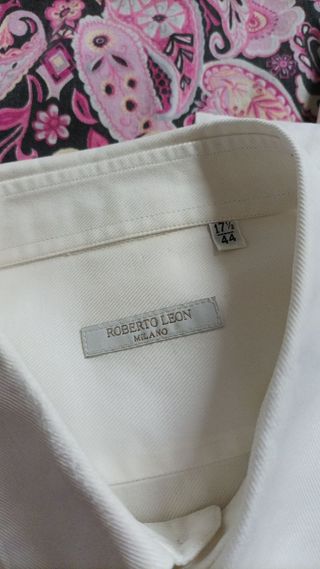 17½
44
ROBERTO LEON
MILANO